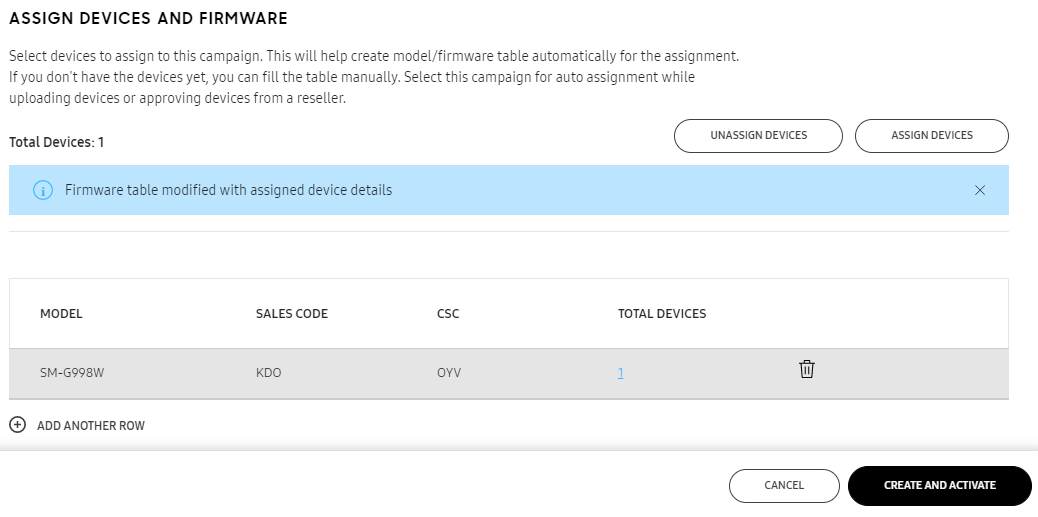 ASSIGN DEVICES AND FIRMWARE
Select devices to assign to this campaign. This will help create model/firmware table automatically for the assignment.
If you don't have the devices yet, you can fill the table manually. Select this campaign for auto assignment while
uploading devices or approving devices from a reseller.
Total Devices: 1
UNASSIGN DEVICES
ASSIGN DEVICES
Firmware table modified with assigned device details
MODEL SALES CODE CSC TOTAL DEVICES
SM-G998W KDO OYV 1
ADD ANOTHER ROW
CANCEL
CREATE AND ACTIVATE